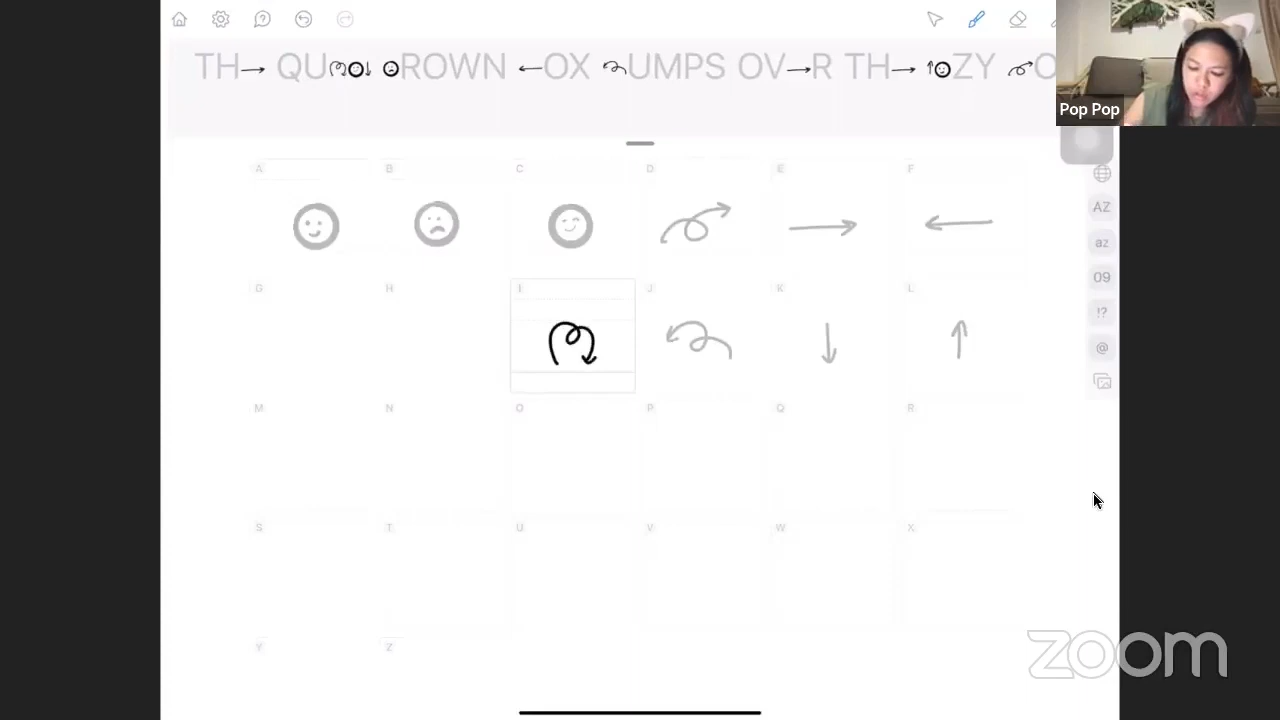 TH→ QU ↓ ROWN ←OX UMPS OV→R TH→ ↑ ZY O
Pop Pop
A B C D E F
AZ
az
G H I J K L
09
!?
@
M N O P Q R
S T U V W X
Y Z
zoom